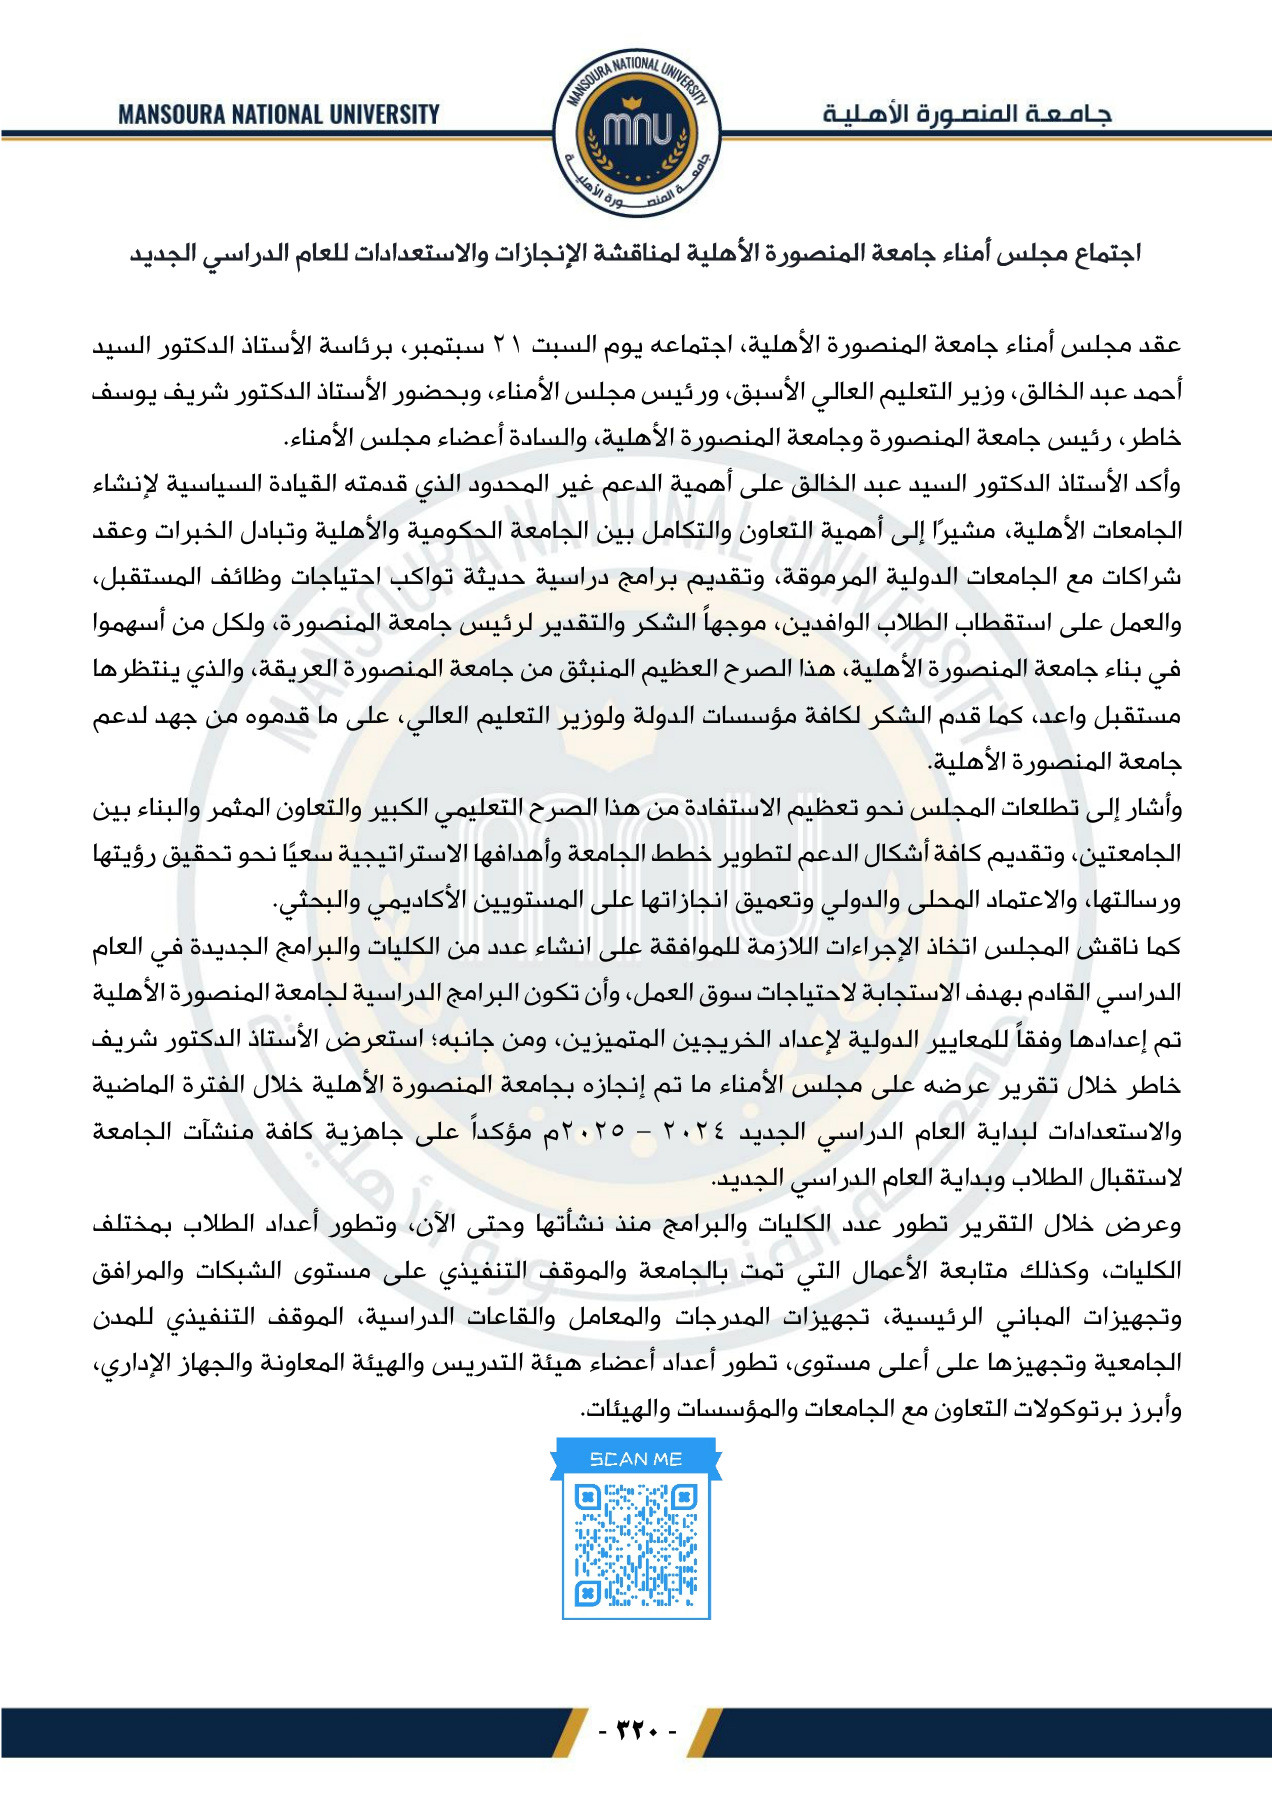 MANSOURA NATIONAL UNIVERSITY
جامعة المنصورة الأهلية
MANSOURA NATIONAL UNIVERSITY
mnu
جامعة المنصورة الأهلية
اجتماع مجلس أمناء جامعة المنصورة الأهلية لمناقشة الإنجازات والاستعدادات للعام الدراسي الجديد
عقد مجلس أمناء جامعة المنصورة الأهلية، اجتماعه يوم السبت ٢١ سبتمبر، برئاسة الأستاذ الدكتور السيد
أحمد عبد الخالق، وزير التعليم العالي الأسبق، ورئيس مجلس الأمناء، وبحضور الأستاذ الدكتور شريف يوسف
خاطر، رئيس جامعة المنصورة وجامعة المنصورة الأهلية، والسادة أعضاء مجلس الأمناء.
وأكد الأستاذ الدكتور السيد عبد الخالق على أهمية الدعم غير المحدود الذي قدمته القيادة السياسية لإنشاء
الجامعات الأهلية، مشيرًا إلى أهمية التعاون والتكامل بين الجامعة الحكومية والأهلية وتبادل الخبرات وعقد
شراكات مع الجامعات الدولية المرموقة، وتقديم برامج دراسية حديثة تواكب احتياجات وظائف المستقبل،
والعمل على استقطاب الطلاب الوافدين، موجهاً الشكر والتقدير لرئيس جامعة المنصورة، ولكل من أسهموا
في بناء جامعة المنصورة الأهلية، هذا الصرح العظيم المنبثق من جامعة المنصورة العريقة، والذي ينتظرها
مستقبل واعد، كما قدم الشكر لكافة مؤسسات الدولة ولوزير التعليم العالي، على ما قدموه من جهد لدعم
جامعة المنصورة الأهلية.
وأشار إلى تطلعات المجلس نحو تعظيم الاستفادة من هذا الصرح التعليمي الكبير والتعاون المثمر والبناء بين
الجامعتين، وتقديم كافة أشكال الدعم لتطوير خطط الجامعة وأهدافها الاستراتيجية سعيًا نحو تحقيق رؤيتها
ورسالتها، والاعتماد المحلى والدولي وتعميق انجازاتها على المستويين الأكاديمي والبحثي.
كما ناقش المجلس اتخاذ الإجراءات اللازمة للموافقة على انشاء عدد من الكليات والبرامج الجديدة في العام
الدراسي القادم بهدف الاستجابة لاحتياجات سوق العمل، وأن تكون البرامج الدراسية لجامعة المنصورة الأهلية
تم إعدادها وفقاً للمعايير الدولية لإعداد الخريجين المتميزين، ومن جانبه؛ استعرض الأستاذ الدكتور شريف
خاطر خلال تقرير عرضه على مجلس الأمناء ما تم إنجازه بجامعة المنصورة الأهلية خلال الفترة الماضية
والاستعدادات لبداية العام الدراسي الجديد ٢٠٢٤ – ٢٠٢٥م مؤكداً على جاهزية كافة منشآت الجامعة
لاستقبال الطلاب وبداية العام الدراسي الجديد.
وعرض خلال التقرير تطور عدد الكليات والبرامج منذ نشأتها وحتى الآن، وتطور أعداد الطلاب بمختلف
الكليات، وكذلك متابعة الأعمال التي تمت بالجامعة والموقف التنفيذي على مستوى الشبكات والمرافق
وتجهيزات المباني الرئيسية، تجهيزات المدرجات والمعامل والقاعات الدراسية، الموقف التنفيذي للمدن
الجامعية وتجهيزها على أعلى مستوى، تطور أعداد أعضاء هيئة التدريس والهيئة المعاونة والجهاز الإداري،
وأبرز برتوكولات التعاون مع الجامعات والمؤسسات والهيئات.
SCAN ME
- ٣٢٠ -